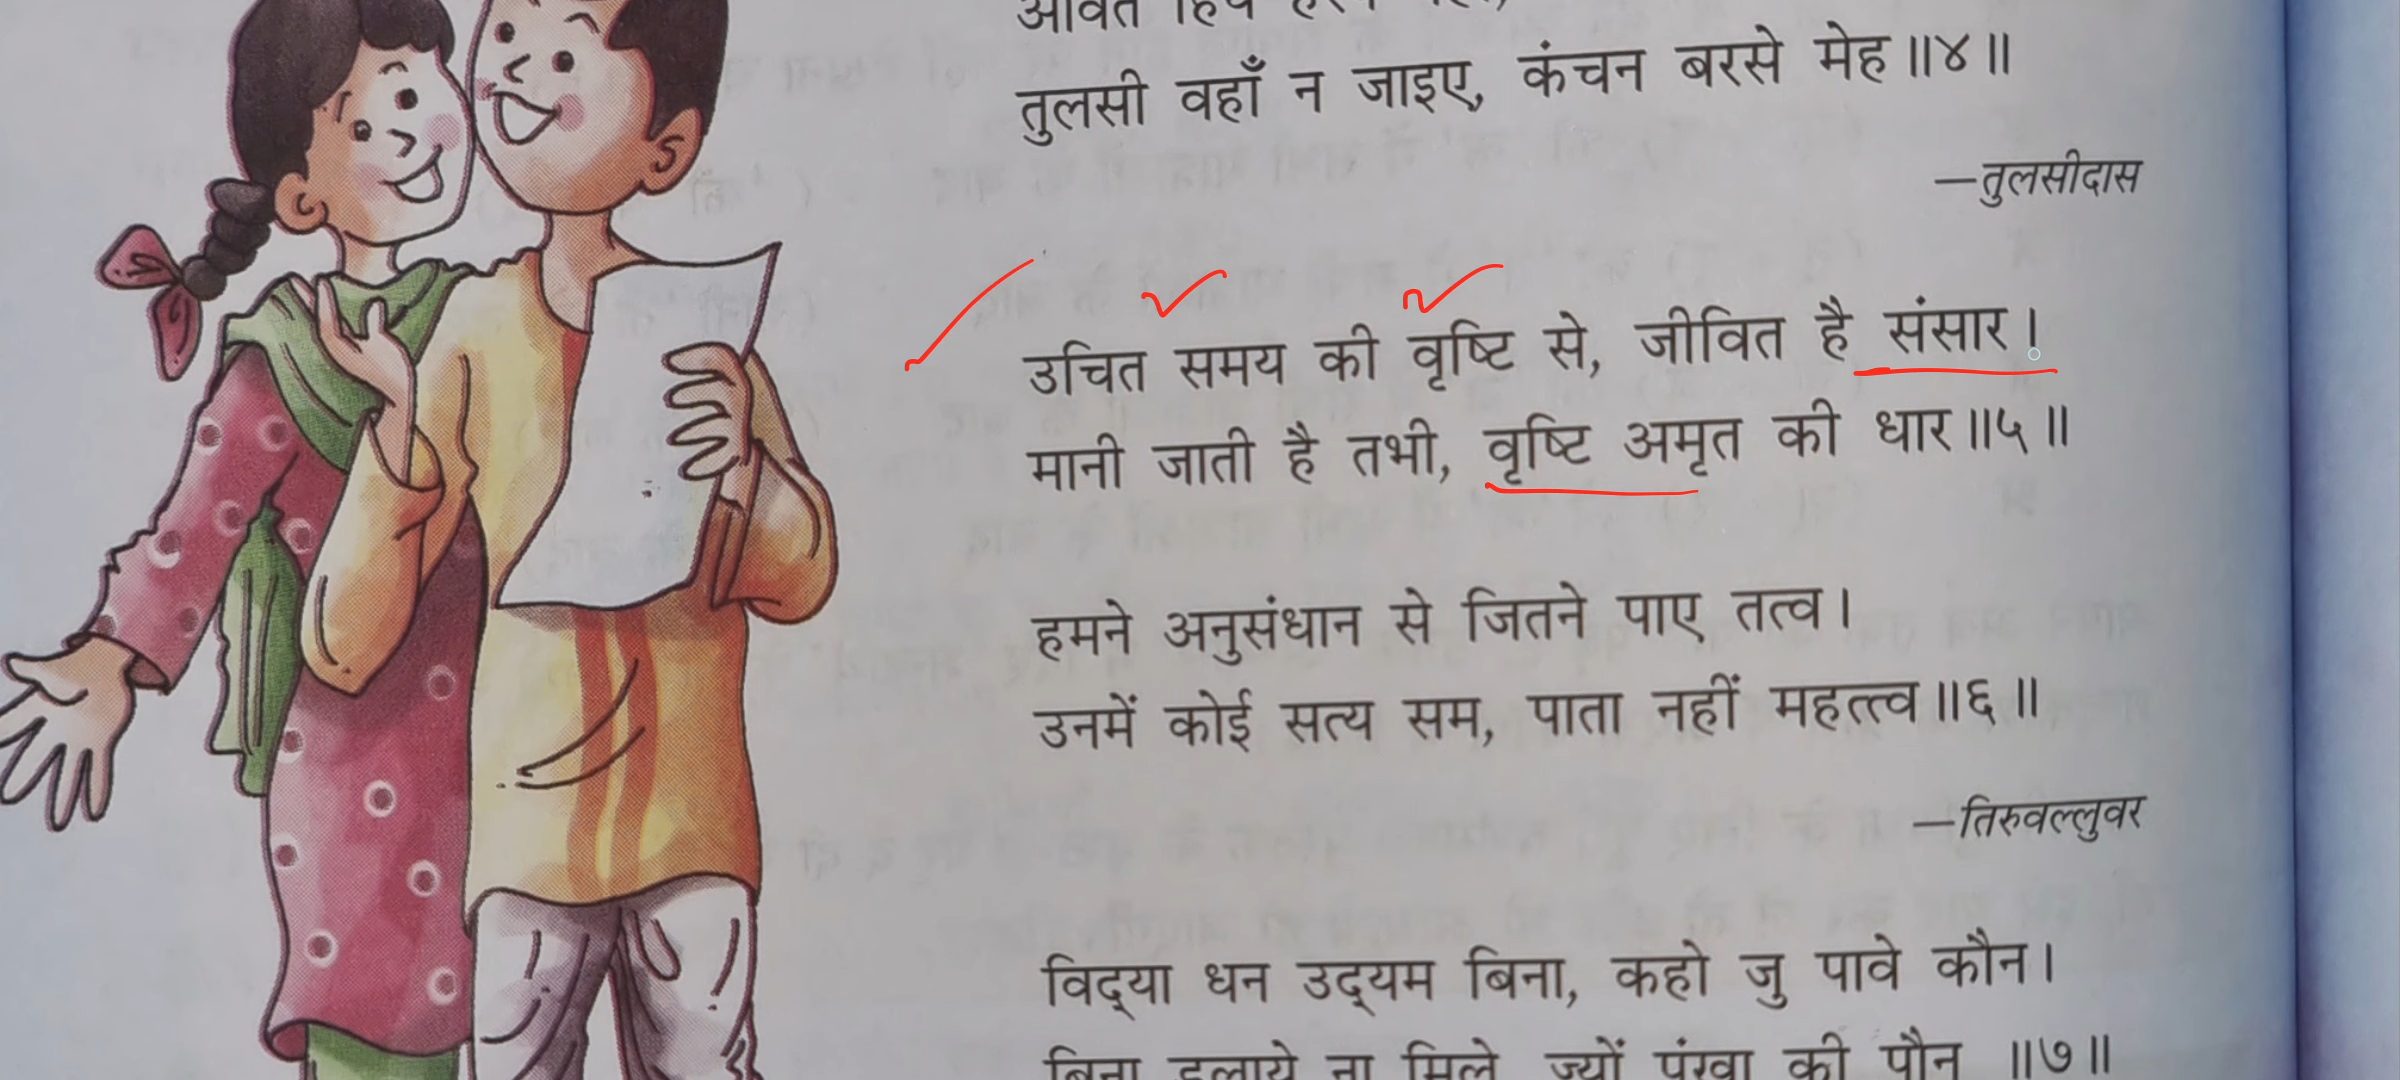 तुलसी वहाँ न जाइए, कंचन बरसे मेह॥४॥
—तुलसीदास
उचित समय की वृष्टि से, जीवित है संसार।
मानी जाती है तभी, वृष्टि अमृत की धार॥५॥
हमने अनुसंधान से जितने पाए तत्व।
उनमें कोई सत्य सम, पाता नहीं महत्त्व॥६॥
—तिरुवल्लुवर
विद्‌या धन उद्‌यम बिना, कहो जु पावे कौन।
बिना डुलाये ना मिले, ज्यों पंखा की पौन ॥७॥